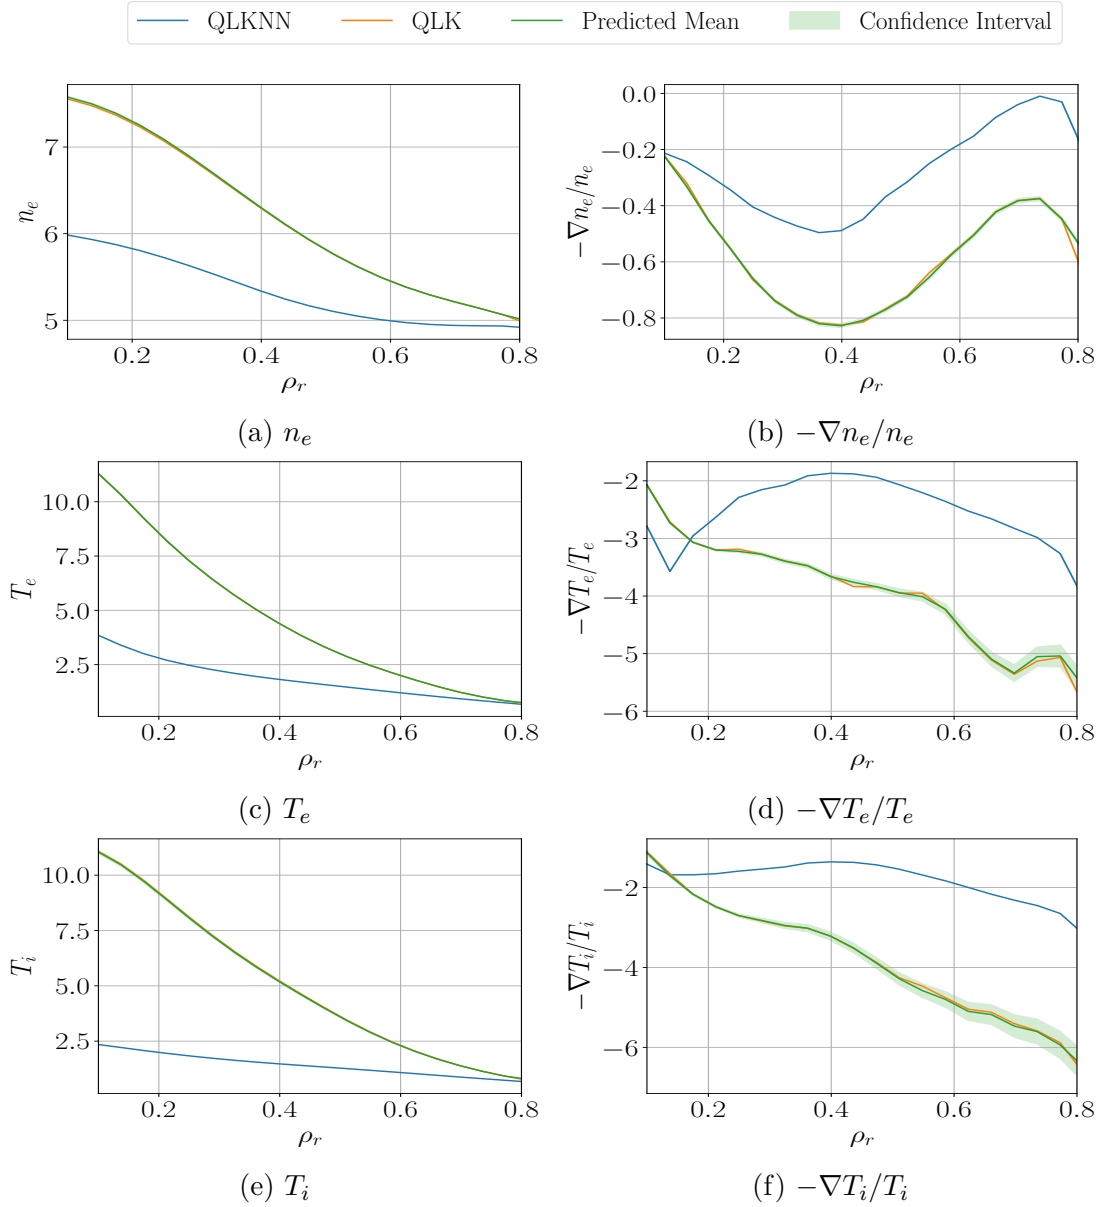 QLKNN QLK Predicted Mean Confidence Interval
7
6
5
n_e
0.2 0.4 0.6 0.8
ρ_r
(a) n_e
0.0
−0.2
−0.4
−0.6
−0.8
−∇n_e/n_e
0.2 0.4 0.6 0.8
ρ_r
(b) −∇n_e/n_e
10.0
7.5
5.0
2.5
T_e
0.2 0.4 0.6 0.8
ρ_r
(c) T_e
−2
−3
−4
−5
−6
−∇T_e/T_e
0.2 0.4 0.6 0.8
ρ_r
(d) −∇T_e/T_e
10.0
7.5
5.0
2.5
T_i
0.2 0.4 0.6 0.8
ρ_r
(e) T_i
−2
−4
−6
−∇T_i/T_i
0.2 0.4 0.6 0.8
ρ_r
(f) −∇T_i/T_i